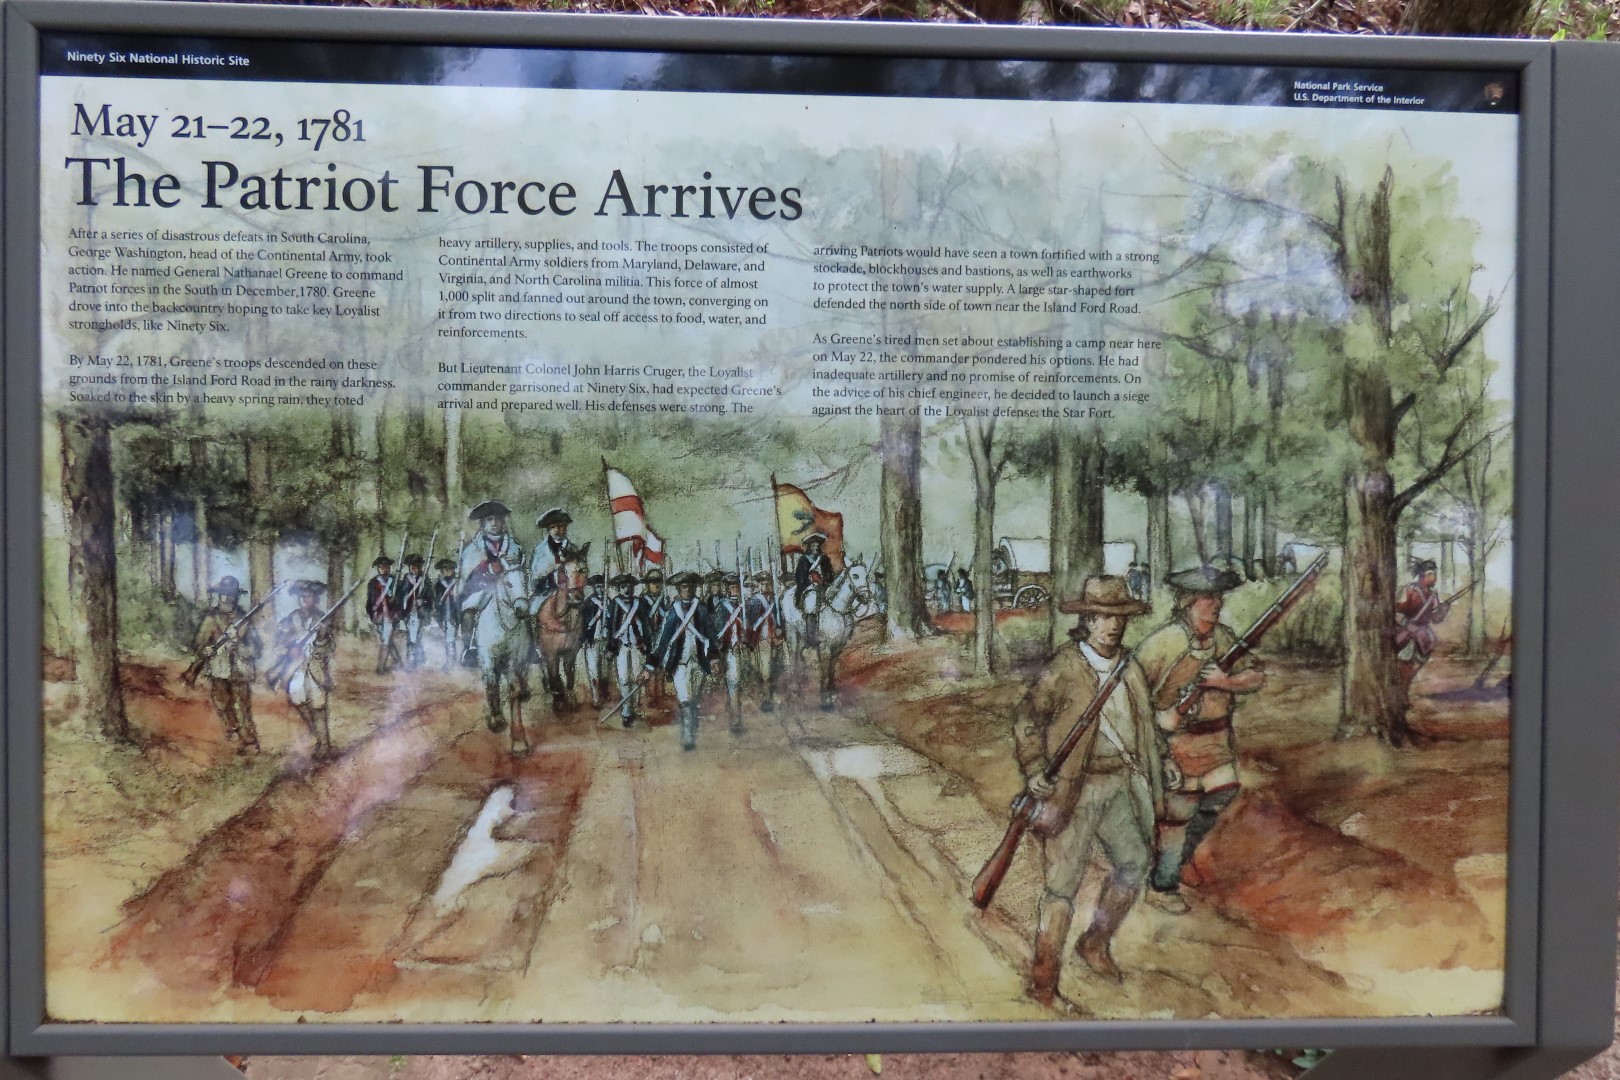 Ninety Six National Historic Site
National Park Service
U.S. Department of the Interior
May 21–22, 1781
The Patriot Force Arrives
After a series of disastrous defeats in South Carolina,
George Washington, head of the Continental Army, took
action. He named General Nathanael Greene to command
Patriot forces in the South in December,1780. Greene
drove into the backcountry hoping to take key Loyalist
strongholds, like Ninety Six.
By May 22, 1781, Greene's troops descended on these
grounds from the Island Ford Road in the rainy darkness.
Soaked to the skin by a heavy spring rain, they toted
heavy artillery, supplies, and tools. The troops consisted of
Continental Army soldiers from Maryland, Delaware, and
Virginia, and North Carolina militia. This force of almost
1,000 split and fanned out around the town, converging on
it from two directions to seal off access to food, water, and
reinforcements.
But Lieutenant Colonel John Harris Cruger, the Loyalist
commander garrisoned at Ninety Six, had expected Greene's
arrival and prepared well. His defenses were strong. The
arriving Patriots would have seen a town fortified with a strong
stockade, blockhouses and bastions, as well as earthworks
to protect the town's water supply. A large star-shaped fort
defended the north side of town near the Island Ford Road.
As Greene's tired men set about establishing a camp near here
on May 22, the commander pondered his options. He had
inadequate artillery and no promise of reinforcements. On
the advice of his chief engineer, he decided to launch a siege
against the heart of the Loyalist defense: the Star Fort.